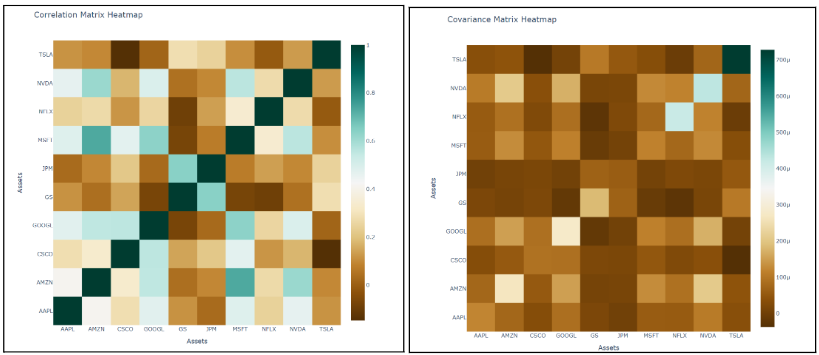 Correlation Matrix Heatmap
TSLA
NVDA
NFLX
MSFT
JPM
GS
GOOGL
CSCO
AMZN
AAPL
Assets
AAPL AMZN CSCO GOOGL GS JPM MSFT NFLX NVDA TSLA
Assets
1
0.8
0.6
0.4
0.2
0
Covariance Matrix Heatmap
TSLA
NVDA
NFLX
MSFT
JPM
GS
GOOGL
CSCO
AMZN
AAPL
Assets
AAPL AMZN CSCO GOOGL GS JPM MSFT NFLX NVDA TSLA
Assets
700μ
600μ
500μ
400μ
300μ
200μ
100μ
0